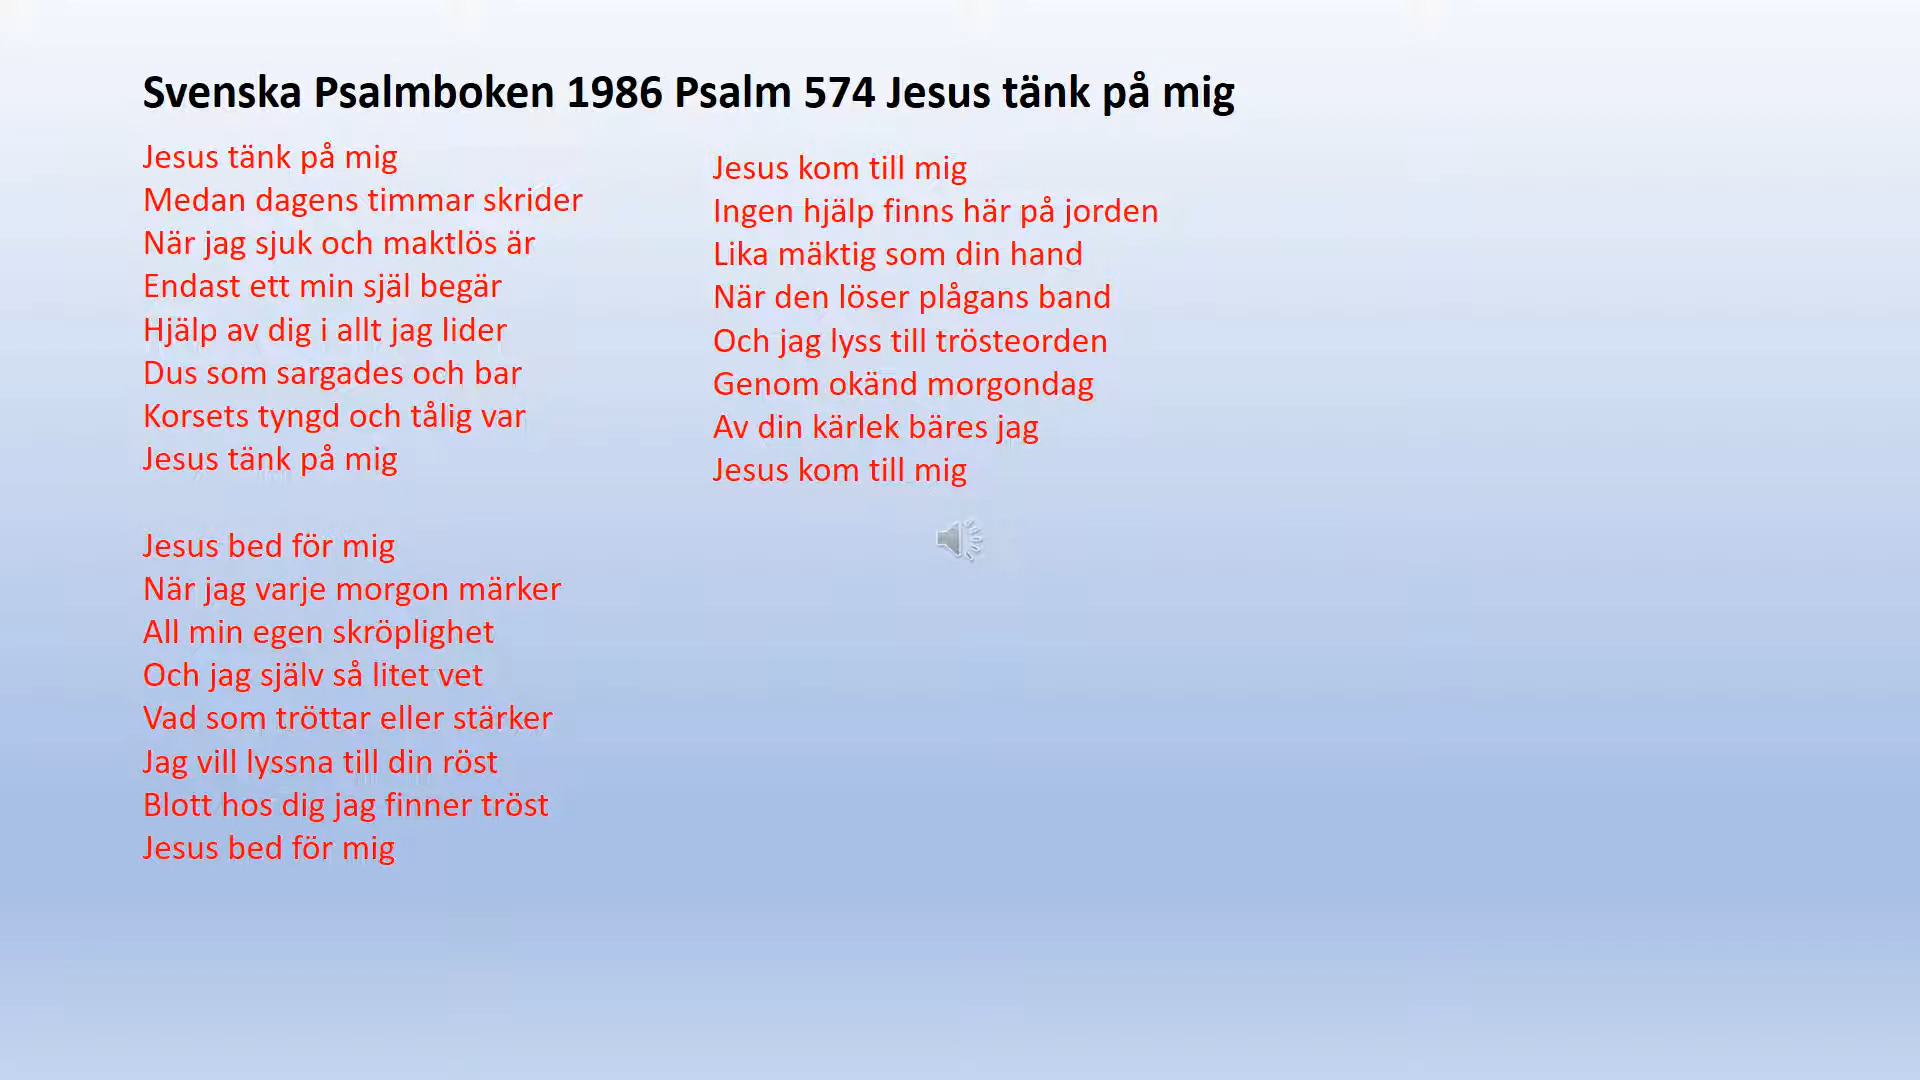 Svenska Psalmboken 1986 Psalm 574 Jesus tänk på mig
Jesus tänk på mig
Medan dagens timmar skrider
När jag sjuk och maktlös är
Endast ett min själ begär
Hjälp av dig i allt jag lider
Dus som sargades och bar
Korsets tyngd och tålig var
Jesus tänk på mig
Jesus bed för mig
När jag varje morgon märker
All min egen skröplighet
Och jag själv så litet vet
Vad som tröttar eller stärker
Jag vill lyssna till din röst
Blott hos dig jag finner tröst
Jesus bed för mig
Jesus kom till mig
Ingen hjälp finns här på jorden
Lika mäktig som din hand
När den löser plågans band
Och jag lyss till trösteorden
Genom okänd morgondag
Av din kärlek bäres jag
Jesus kom till mig